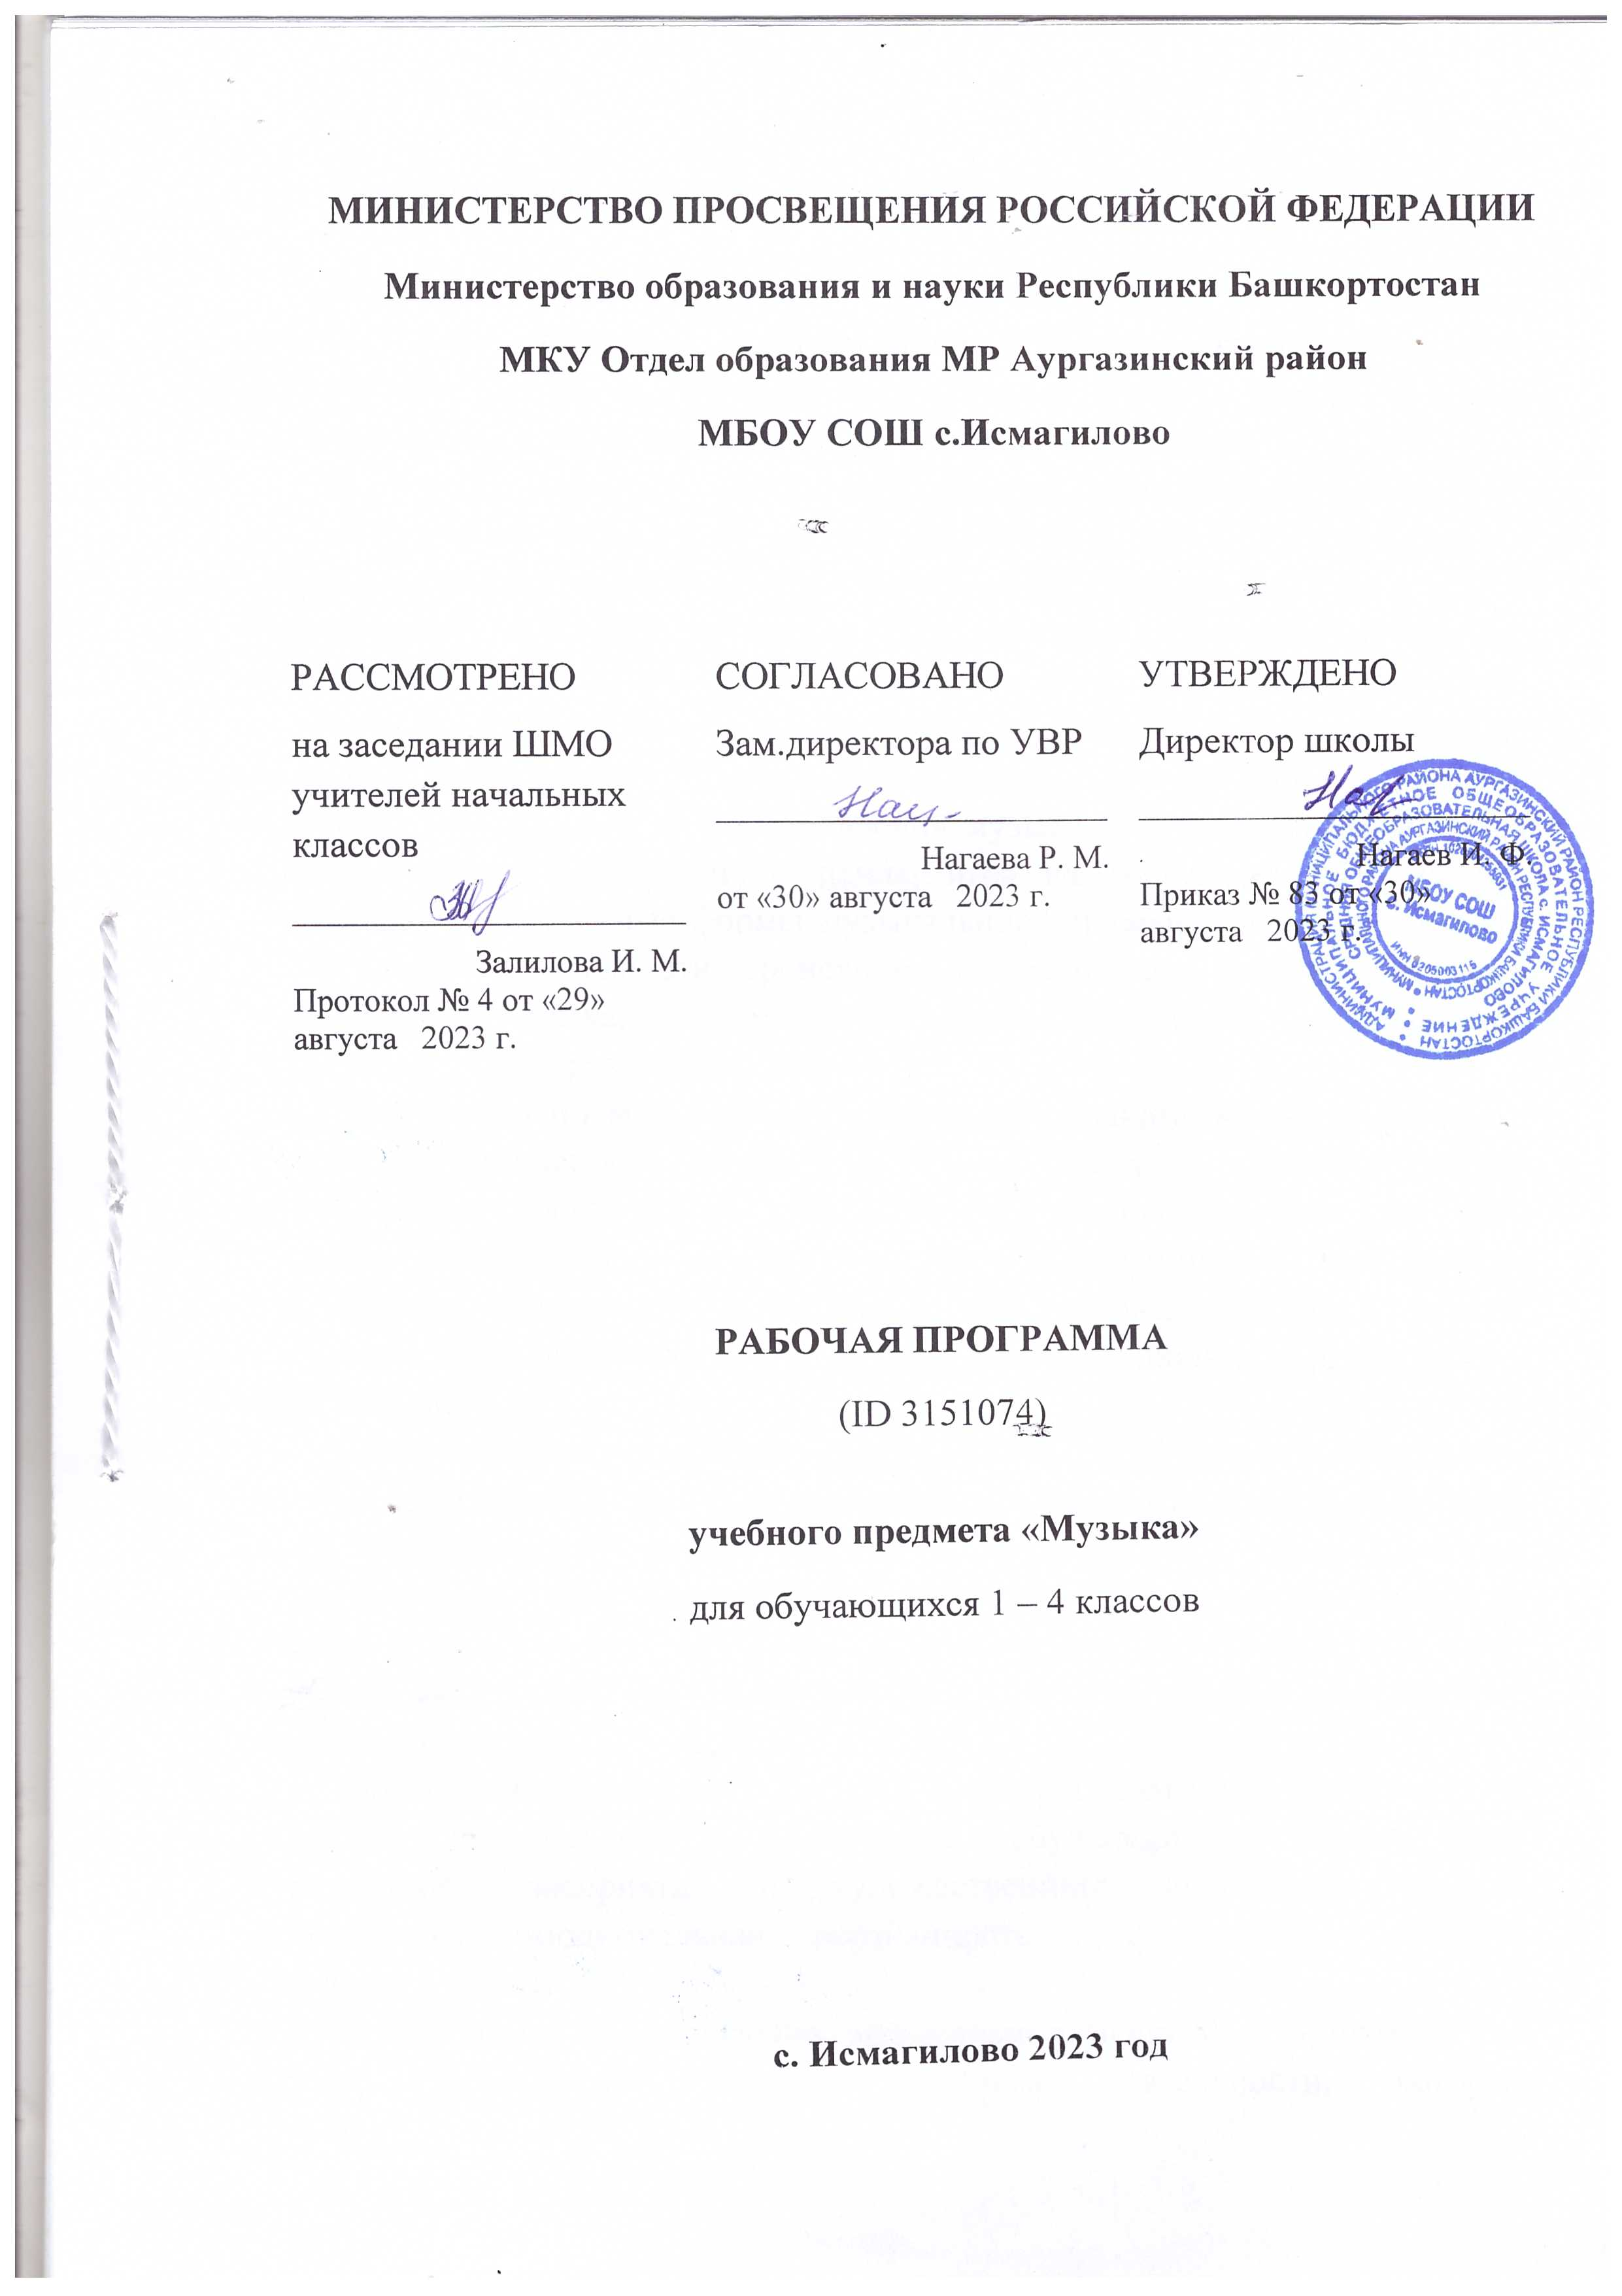 МИНИСТЕРСТВО ПРОСВЕЩЕНИЯ РОССИЙСКОЙ ФЕДЕРАЦИИ
Министерство образования и науки Республики Башкортостан
МКУ Отдел образования МР Аургазинский район
МБОУ СОШ с.Исмагилово
РАССМОТРЕНО
на заседании ШМО
учителей начальных
классов
Залилова И. М.
Протокол № 4 от «29»
августа 2023 г.
СОГЛАСОВАНО
Зам.директора по УВР
Нагаева Р. М.
от «30» августа 2023 г.
УТВЕРЖДЕНО
Директор школы
Нагаев И. Ф.
Приказ № 83 от «30»
августа 2023 г.
МБОУ СОШ
с. Исмагилово
РАБОЧАЯ ПРОГРАММА
(ID 3151074)
учебного предмета «Музыка»
для обучающихся 1 – 4 классов
с. Исмагилово 2023 год